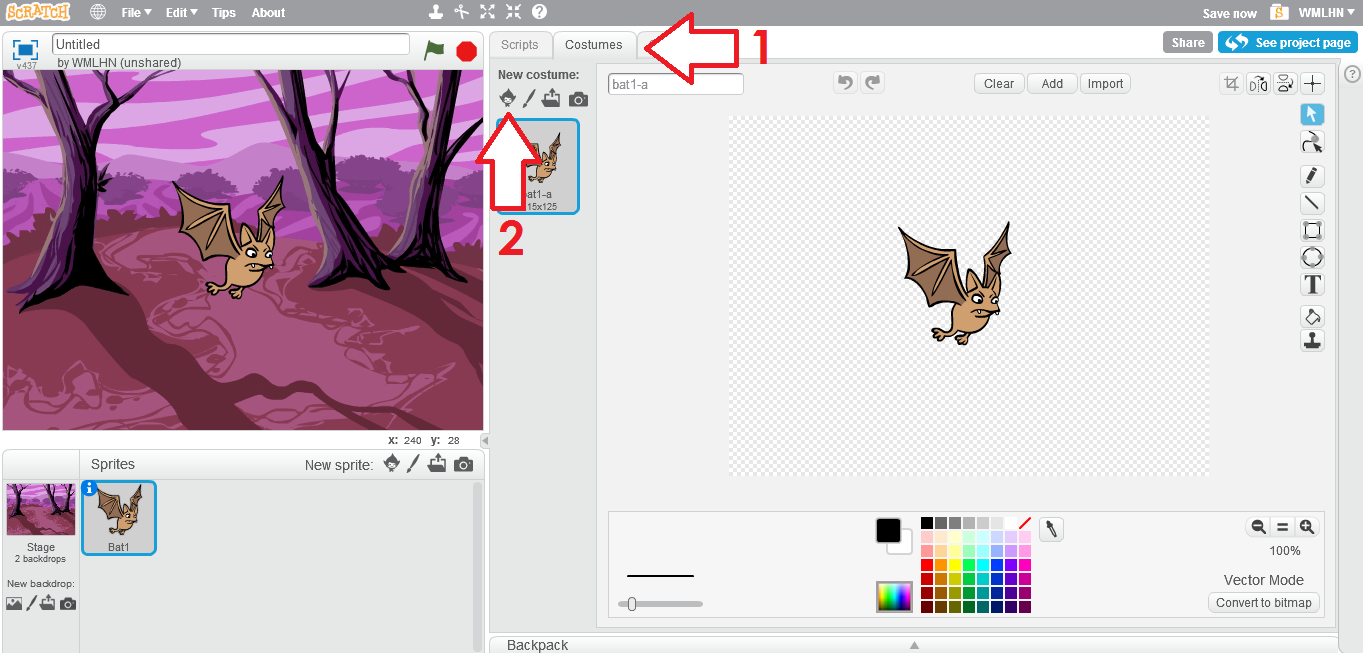 SCRATCH File Edit Tips About Save now S WMLHN
Untitled
by WMLHN (unshared)
v437
Scripts Costumes 1 Share See project page
New costume:
bat1-a Clear Add Import
?
bat1-a
15x125
2
T
x: 240 y: 28
Sprites New sprite:
Stage
2 backdrops
New backdrop:
i
Bat1
100%
Vector Mode
Convert to bitmap
Backpack